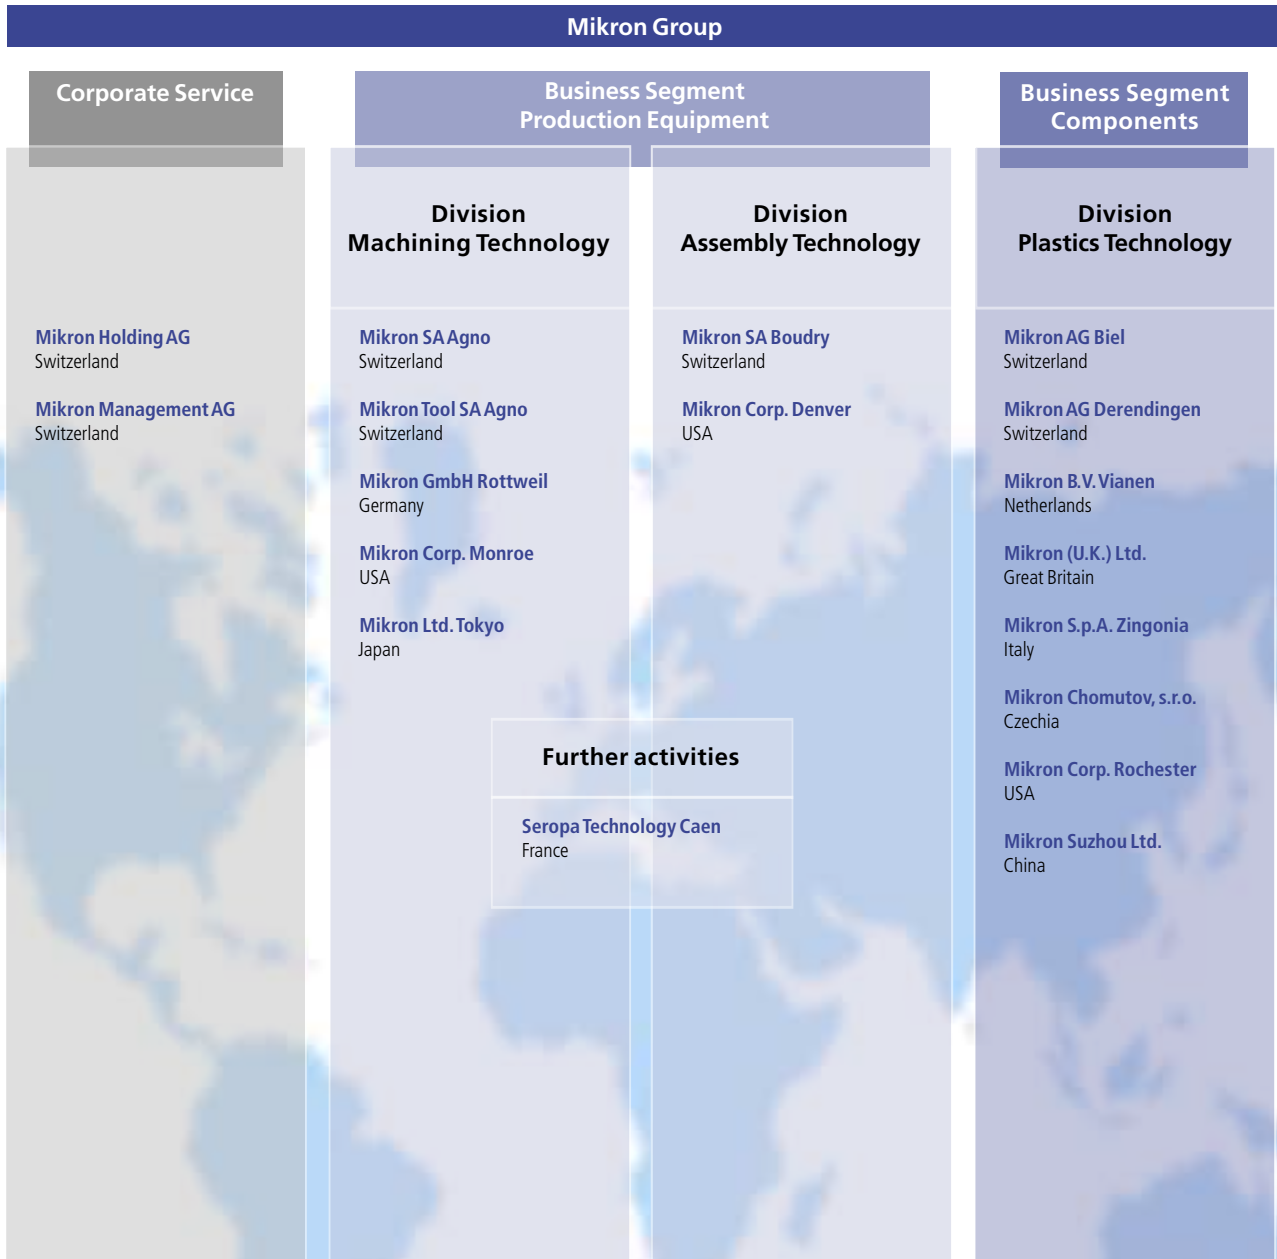 Mikron Group
Corporate Service
Mikron Holding AG
Switzerland
Mikron Management AG
Switzerland
Business Segment
Production Equipment
Division
Machining Technology
Mikron SA Agno
Switzerland
Mikron Tool SA Agno
Switzerland
Mikron GmbH Rottweil
Germany
Mikron Corp. Monroe
USA
Mikron Ltd. Tokyo
Japan
Division
Assembly Technology
Mikron SA Boudry
Switzerland
Mikron Corp. Denver
USA
Further activities
Seropa Technology Caen
France
Business Segment
Components
Division
Plastics Technology
Mikron AG Biel
Switzerland
Mikron AG Derendingen
Switzerland
Mikron B.V. Vianen
Netherlands
Mikron (U.K.) Ltd.
Great Britain
Mikron S.p.A. Zingonia
Italy
Mikron Chomutov, s.r.o.
Czechia
Mikron Corp. Rochester
USA
Mikron Suzhou Ltd.
China